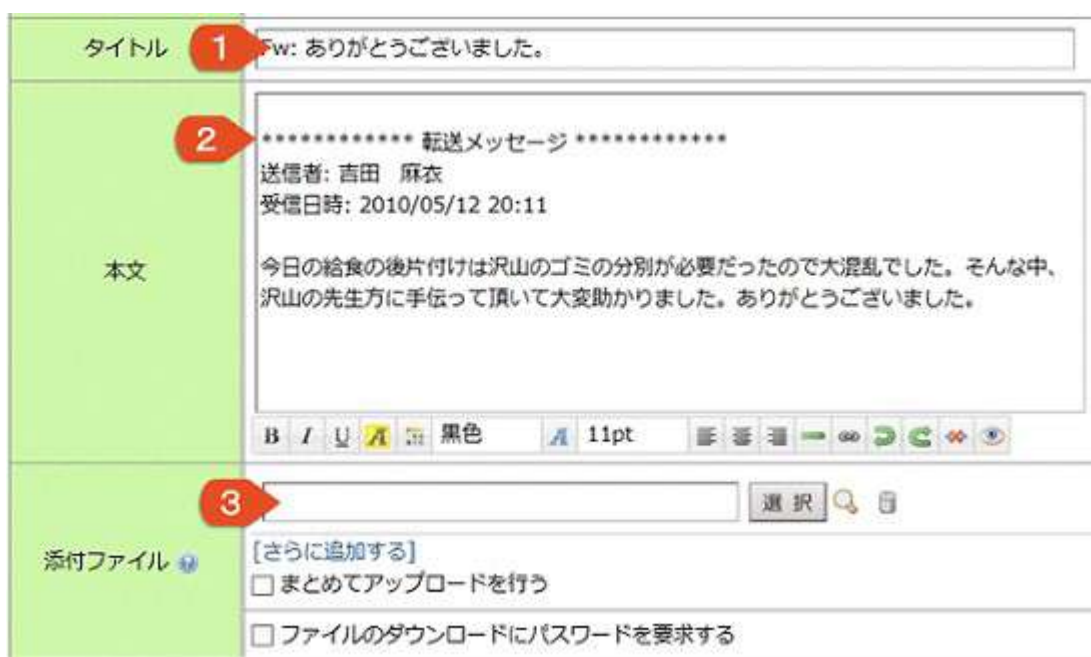 タイトル
1
Fw: ありがとうございました。
2
************ 転送メッセージ ************
送信者: 吉田 麻衣
受信日時: 2010/05/12 20:11
本文
今日の給食の後片付けは沢山のゴミの分別が必要だったので大混乱でした。そんな中、
沢山の先生方に手伝って頂いて大変助かりました。ありがとうございました。
B I U A 黒色 A 11pt
3
選択
添付ファイル
[さらに追加する]
まとめてアップロードを行う
ファイルのダウンロードにパスワードを要求する